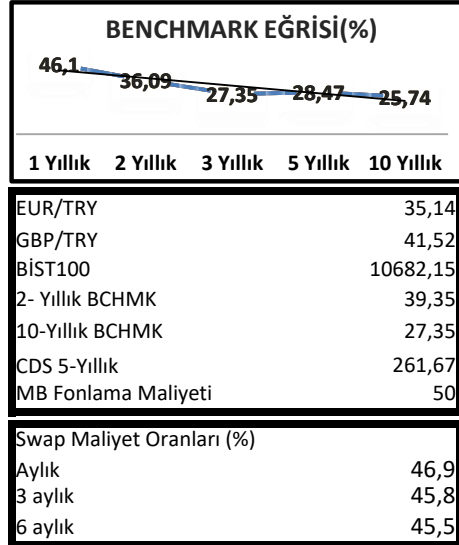 BENCHMARK EĞRİSİ(%)
46,1 36,09 27,35 28,47 25,74
1 Yıllık 2 Yıllık 3 Yıllık 5 Yıllık 10 Yıllık
EUR/TRY 35,14
GBP/TRY 41,52
BİST100 10682,15
2- Yıllık BCHMK 39,35
10-Yıllık BCHMK 27,35
CDS 5-Yıllık 261,67
MB Fonlama Maliyeti 50
Swap Maliyet Oranları (%)
Aylık 46,9
3 aylık 45,8
6 aylık 45,5